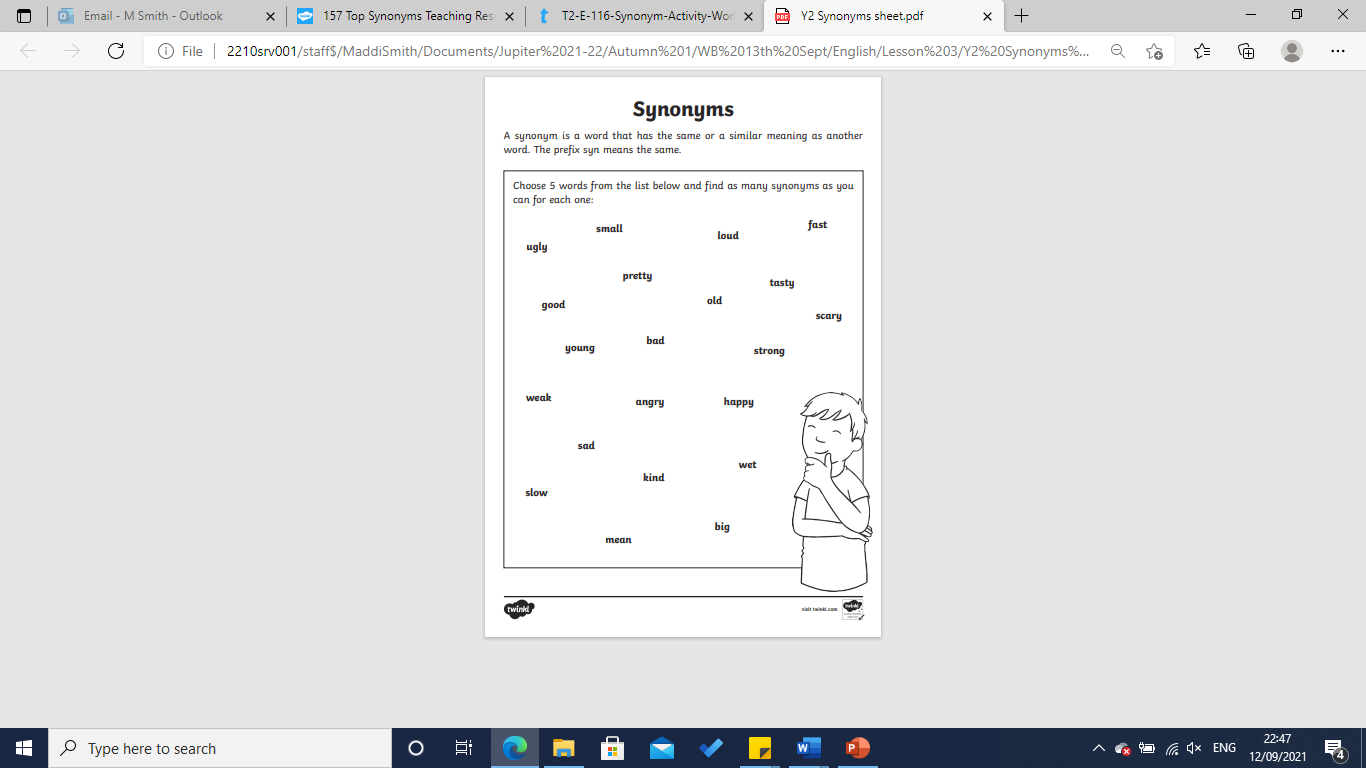 Email - M Smith - Outlook
157 Top Synonyms Teaching Res
T2-E-116-Synonym-Activity-Wor
PDF
Y2 Synonyms sheet.pdf
File
2210srv001/staff$/MaddiSmith/Documents/Jupiter%2021-22/Autumn%201/WB%2013th%20Sept/English/Lesson%203/Y2%20Synonyms%...
Synonyms
A synonym is a word that has the same or a similar meaning as another
word. The prefix syn means the same.
Choose 5 words from the list below and find as many synonyms as you
can for each one:
fast
small
loud
ugly
pretty
tasty
old
good
scary
bad
young
strong
weak
angry
happy
sad
wet
kind
slow
big
mean
twinkl
visit twinkl.com
twinkl
Type here to search
ENG
22:47
12/09/2021
4